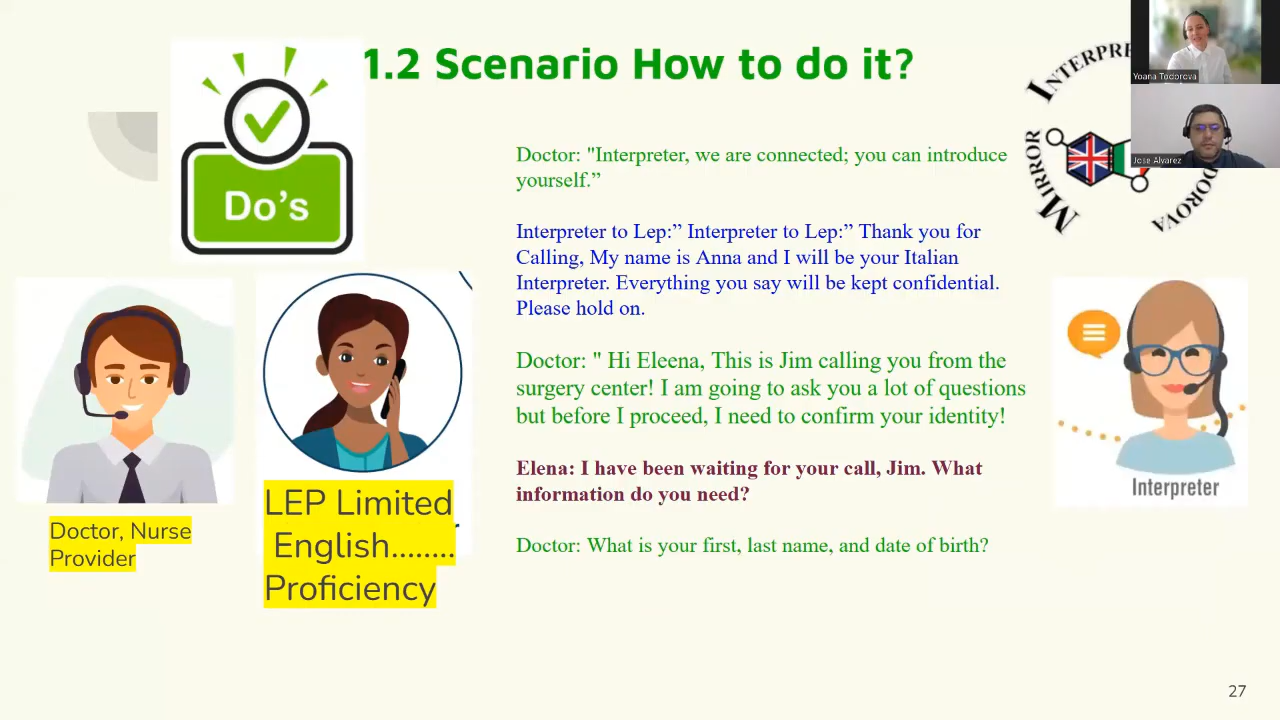 1.2 Scenario How to do it?
Do's
Doctor: "Interpreter, we are connected; you can introduce
yourself.”
Interpreter to Lep:” Interpreter to Lep:” Thank you for
Calling, My name is Anna and I will be your Italian
Interpreter. Everything you say will be kept confidential.
Please hold on.
Doctor: " Hi Eleena, This is Jim calling you from the
surgery center! I am going to ask you a lot of questions
but before I proceed, I need to confirm your identity!
Elena: I have been waiting for your call, Jim. What
information do you need?
Doctor: What is your first, last name, and date of birth?
Doctor, Nurse
Provider
LEP Limited
English........
Proficiency
MIRROR
Yoana Todorova
Jose Alvarez
Interpreter
27